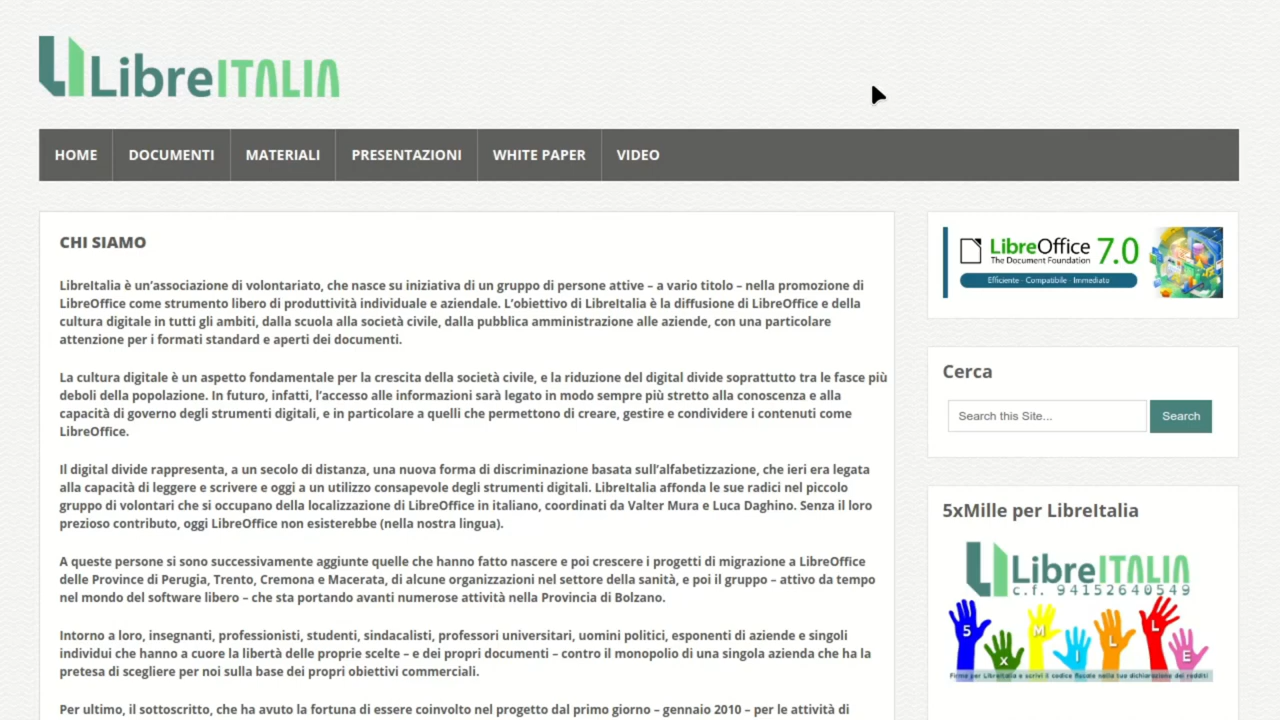 LibreITALIA
HOME DOCUMENTI MATERIALI PRESENTAZIONI WHITE PAPER VIDEO
CHI SIAMO
LibreItalia è un'associazione di volontariato, che nasce su iniziativa di un gruppo di persone attive – a vario titolo – nella promozione di
LibreOffice come strumento libero di produttività individuale e aziendale. L'obiettivo di LibreItalia è la diffusione di LibreOffice e della
cultura digitale in tutti gli ambiti, dalla scuola alla società civile, dalla pubblica amministrazione alle aziende, con una particolare
attenzione per i formati standard e aperti dei documenti.
La cultura digitale è un aspetto fondamentale per la crescita della società civile, e la riduzione del digital divide soprattutto tra le fasce più
deboli della popolazione. In futuro, infatti, l'accesso alle informazioni sarà legato in modo sempre più stretto alla conoscenza e alla
capacità di governo degli strumenti digitali, e in particolare a quelli che permettono di creare, gestire e condividere i contenuti come
LibreOffice.
Il digital divide rappresenta, a un secolo di distanza, una nuova forma di discriminazione basata sull'alfabetizzazione, che ieri era legata
alla capacità di leggere e scrivere e oggi a un utilizzo consapevole degli strumenti digitali. LibreItalia affonda le sue radici nel piccolo
gruppo di volontari che si occupano della localizzazione di LibreOffice in italiano, coordinati da Valter Mura e Luca Daghino. Senza il loro
prezioso contributo, oggi LibreOffice non esisterebbe (nella nostra lingua).
A queste persone si sono successivamente aggiunte quelle che hanno fatto nascere e poi crescere i progetti di migrazione a LibreOffice
delle Province di Perugia, Trento, Cremona e Macerata, di alcune organizzazioni nel settore della sanità, e poi il gruppo – attivo da tempo
nel mondo del software libero – che sta portando avanti numerose attività nella Provincia di Bolzano.
Intorno a loro, insegnanti, professionisti, studenti, sindacalisti, professori universitari, uomini politici, esponenti di aziende e singoli
individui che hanno a cuore la libertà delle proprie scelte – e dei propri documenti – contro il monopolio di una singola azienda che ha la
pretesa di scegliere per noi sulla base dei propri obiettivi commerciali.
Per ultimo, il sottoscritto, che ha avuto la fortuna di essere coinvolto nel progetto dal primo giorno – gennaio 2010 – per le attività di
LibreOffice 7.0
The Document Foundation
Efficiente · Compatibile · Immediato
Cerca
Search this Site... Search
5xMille per LibreItalia
LibreITALIA
c.f. 94152640549
5 x M I L L E
Firma per LibreItalia e scrivi il codice fiscale nella tua dichiarazione dei redditi